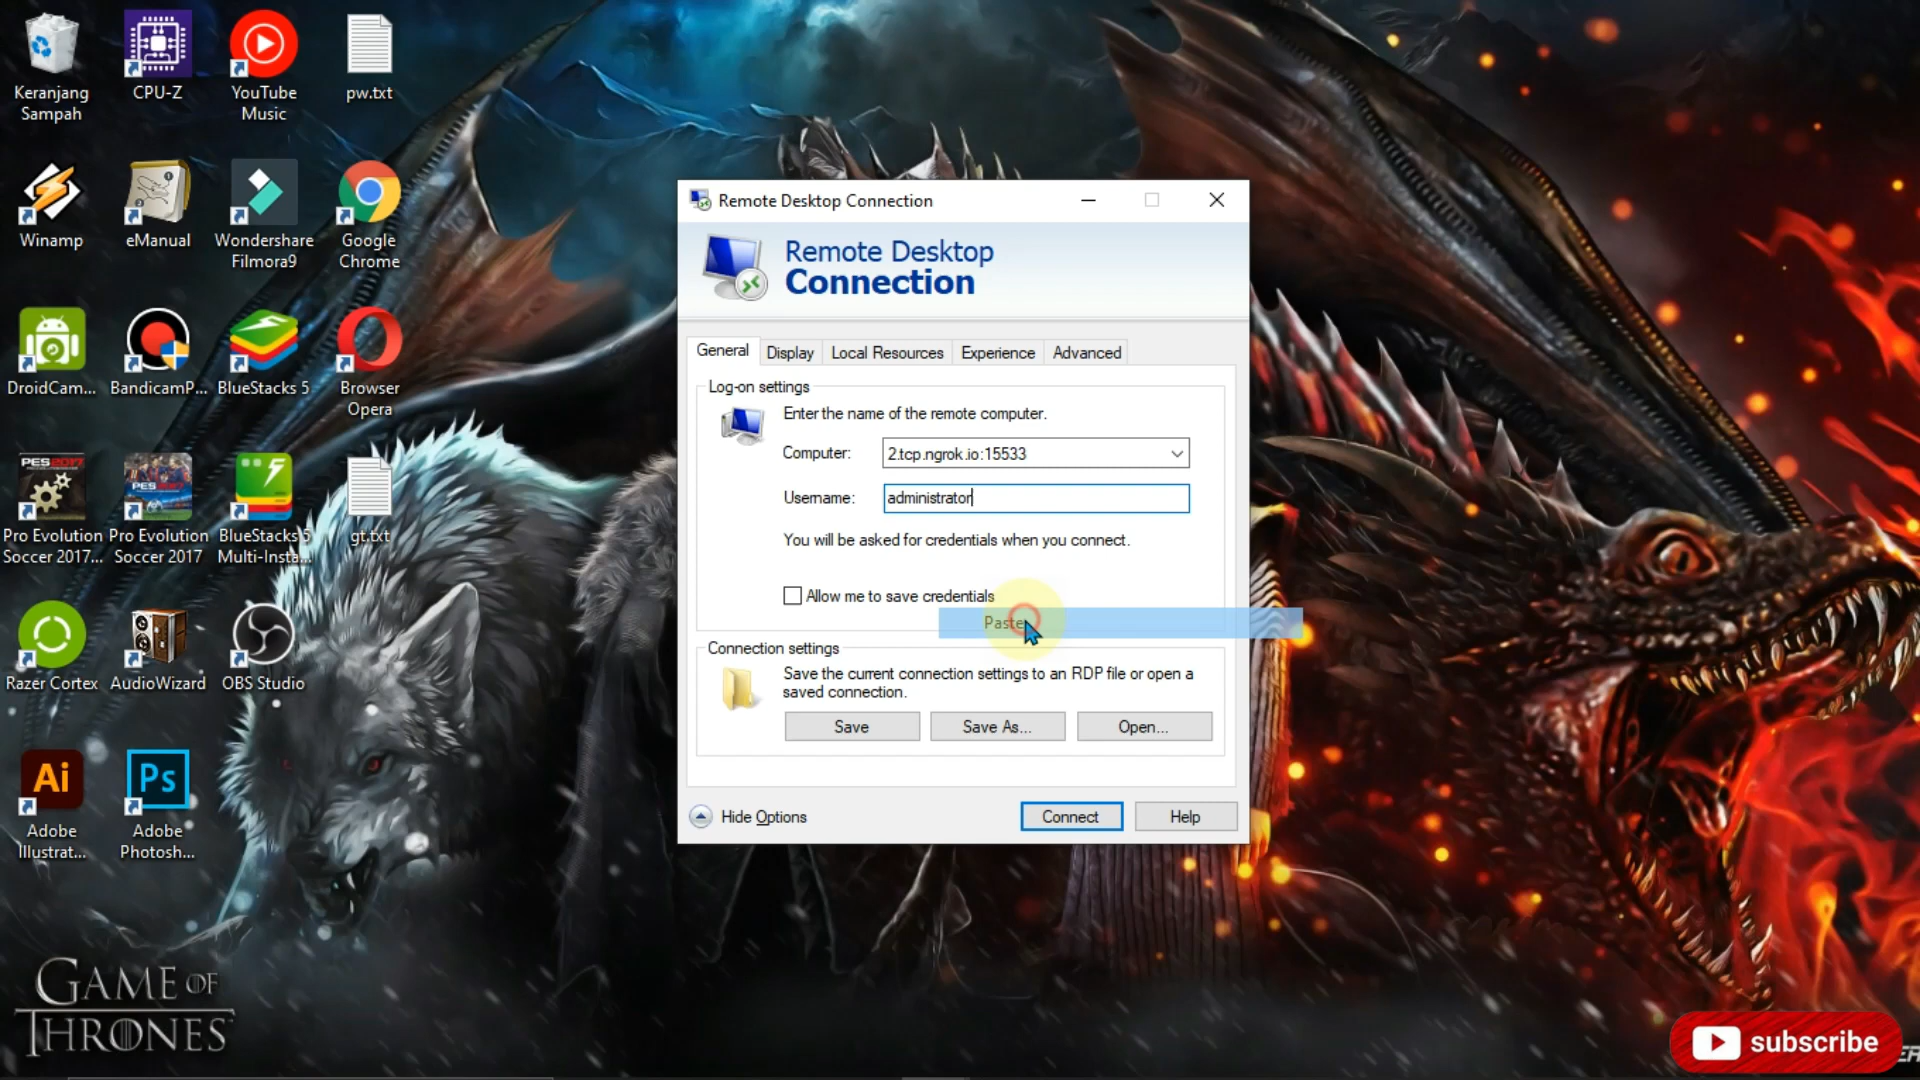 Keranjang
Sampah
CPU-Z
YouTube
Music
pw.txt
Winamp
eManual
Wondershare
Filmora9
Google
Chrome
DroidCam...
BandicamP...
BlueStacks 5
Browser
Opera
PES2017
Pro Evolution
Soccer 2017...
Pro Evolution
Soccer 2017
BlueStacks 5
Multi-Insta...
gt.txt
Razer Cortex
AudioWizard
OBS Studio
Ai
Adobe
Illustrat...
Ps
Adobe
Photosh...
GAME OF
THRONES
Remote Desktop Connection
Remote Desktop
Connection
General
Display
Local Resources
Experience
Advanced
Log-on settings
Enter the name of the remote computer.
Computer:
2.tcp.ngrok.io:15533
Username:
administrator
You will be asked for credentials when you connect.
Allow me to save credentials
Paste
Connection settings
Save the current connection settings to an RDP file or open a
saved connection.
Save
Save As...
Open...
Hide Options
Connect
Help
subscribe